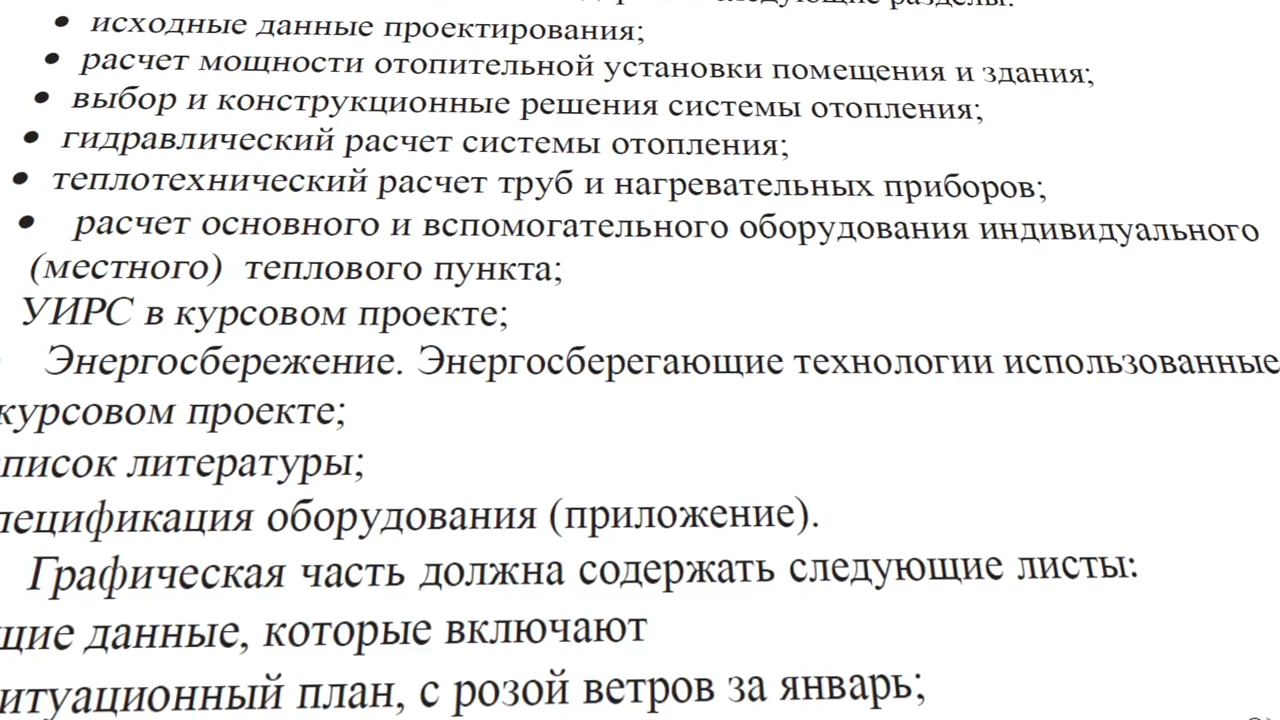 следующие разделы:
• исходные данные проектирования;
• расчет мощности отопительной установки помещения и здания;
• выбор и конструкционные решения системы отопления;
• гидравлический расчет системы отопления;
• теплотехнический расчет труб и нагревательных приборов;
• расчет основного и вспомогательного оборудования индивидуального
(местного) теплового пункта;
УИРС в курсовом проекте;
Энергосбережение. Энергосберегающие технологии использованные
курсовом проекте;
писок литературы;
пецификация оборудования (приложение).
Графическая часть должна содержать следующие листы:
щие данные, которые включают
итуационный план, с розой ветров за январь;